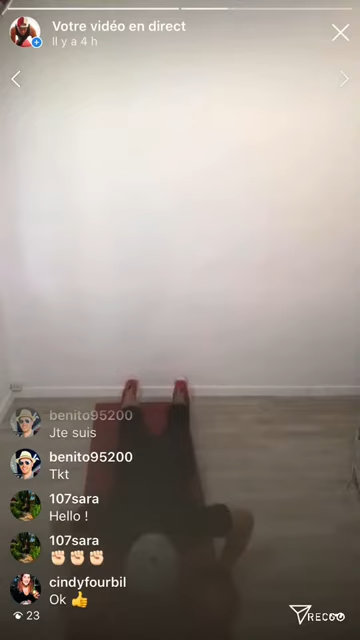 Votre vidéo en direct
Il y a 4 h
benito95200
Jte suis
benito95200
Tkt
107sara
Hello !
107sara
✊🏻✊🏻✊🏻
cindyfourbil
Ok 👍
23